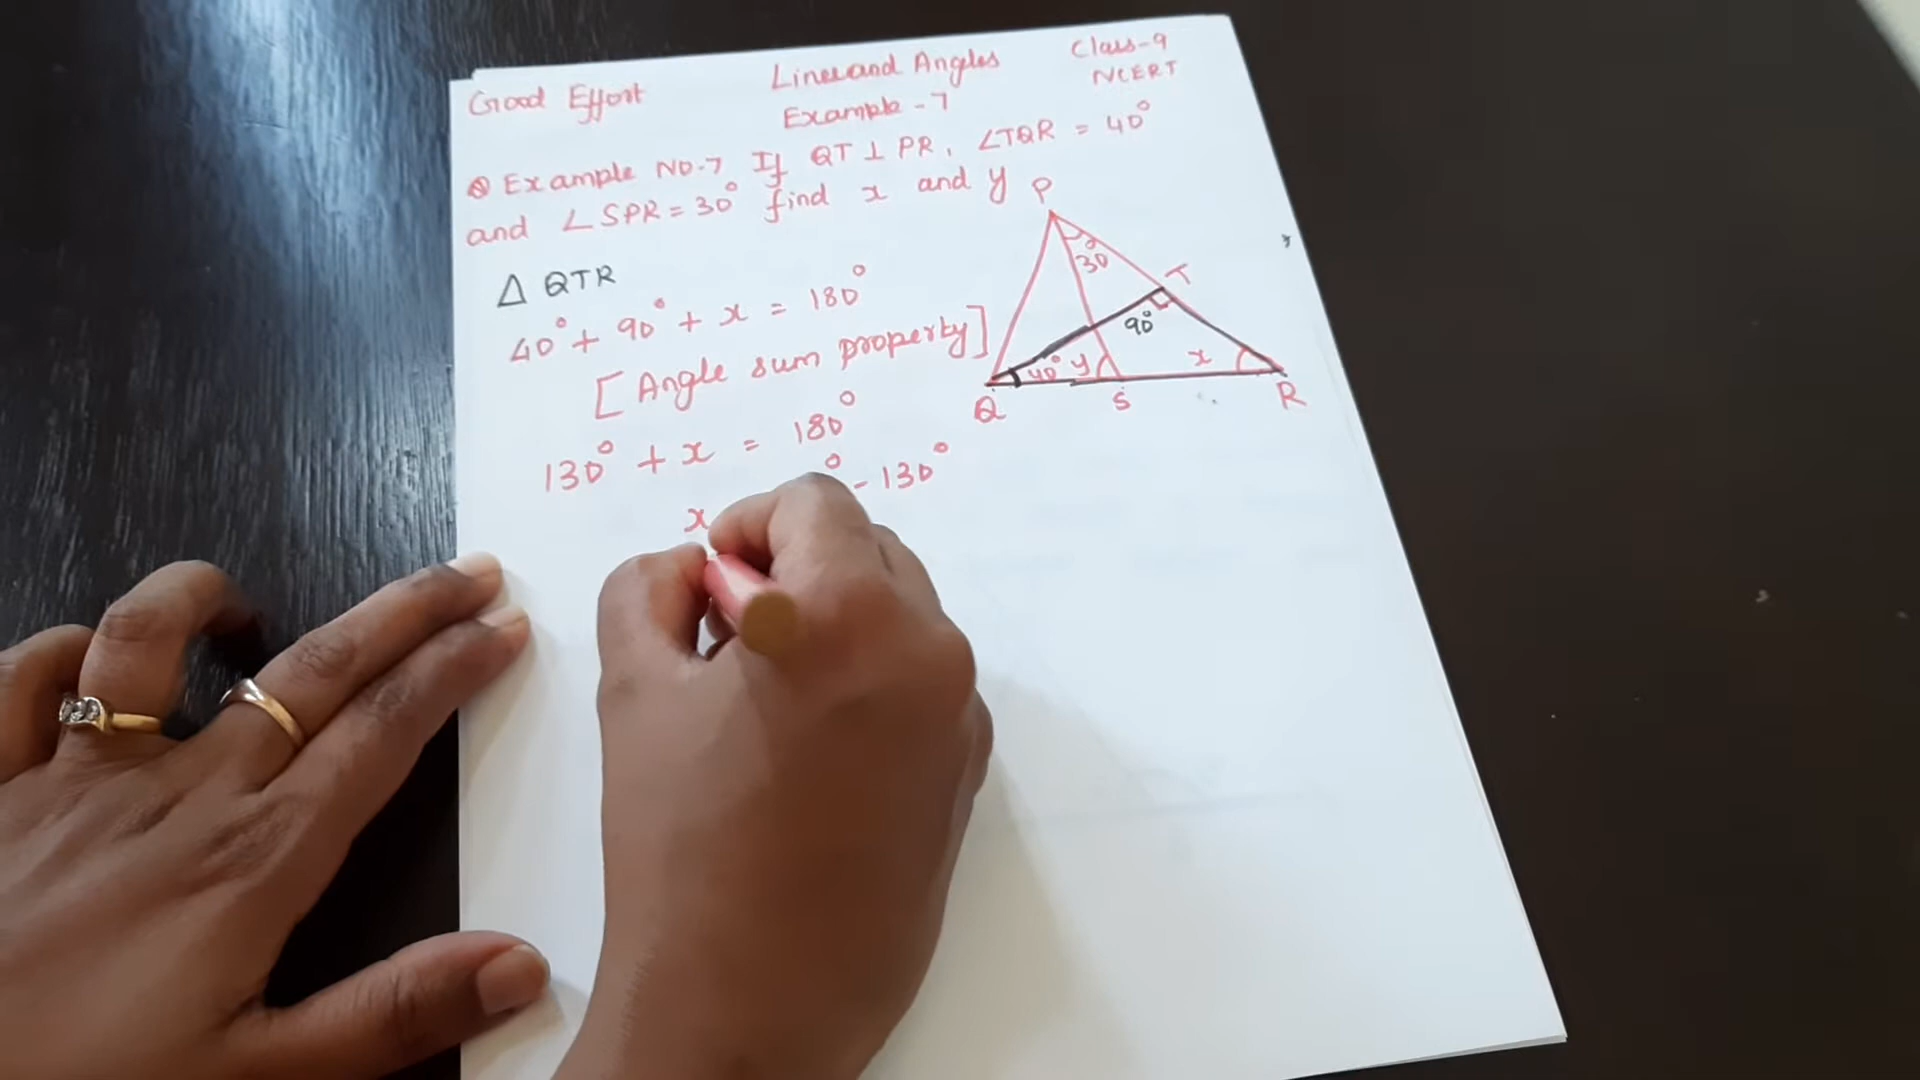 Good Effort
Lines and Angles
Class-9
NCERT
Example-7
Q Example No.7 If QT ⊥ PR, ∠TQR = 40°
and ∠SPR = 30° find x and y
△ QTR
40° + 90° + x = 180°
[Angle sum property]
130° + x = 180°
x ° - 130°
P
30°
T
90°
40° y
x
Q
S
R